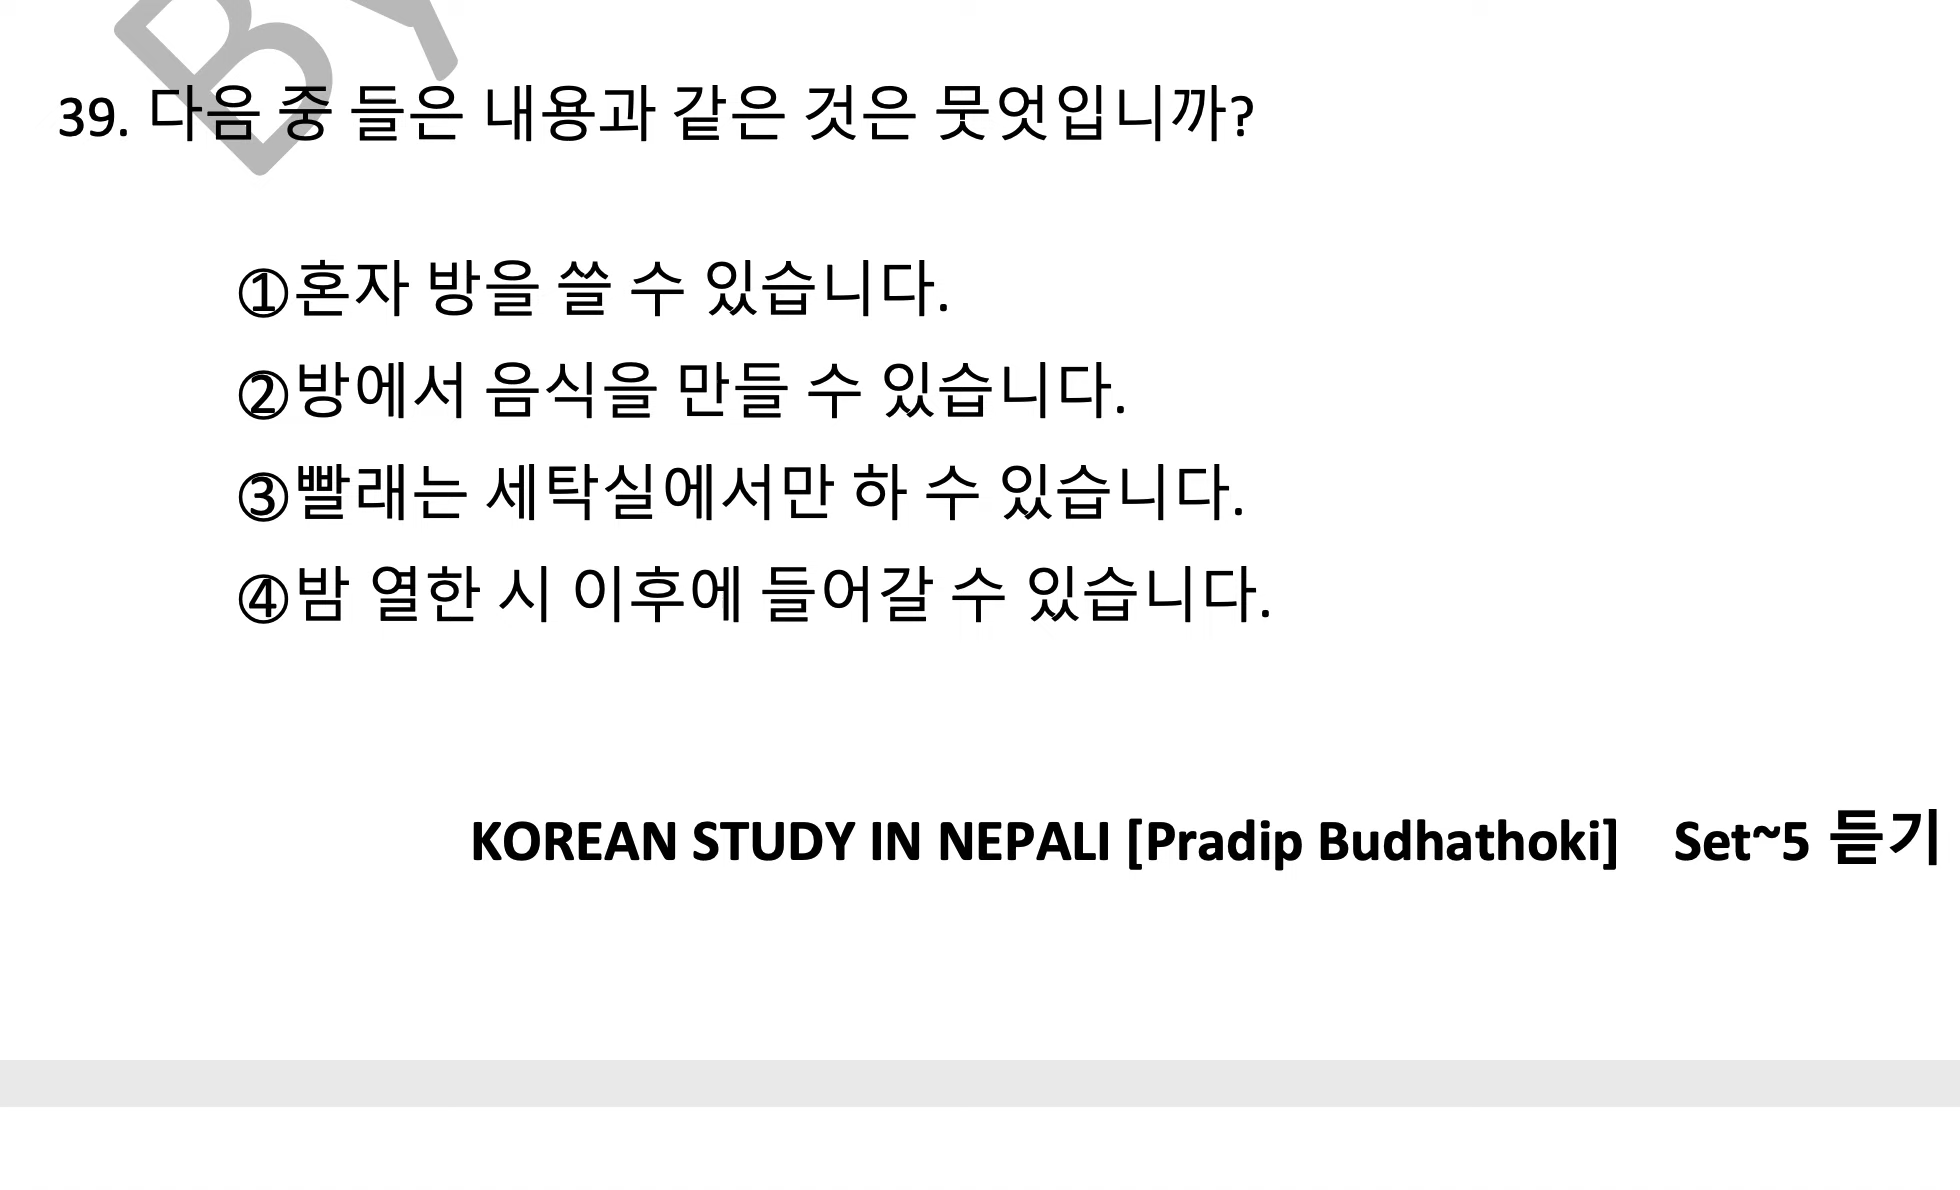 BY
39. 다음 중 들은 내용과 같은 것은 뭇엇입니까?
①혼자 방을 쓸 수 있습니다.
②방에서 음식을 만들 수 있습니다.
③빨래는 세탁실에서만 하 수 있습니다.
④밤 열한 시 이후에 들어갈 수 있습니다.
KOREAN STUDY IN NEPALI [Pradip Budhathoki] Set~5 듣기